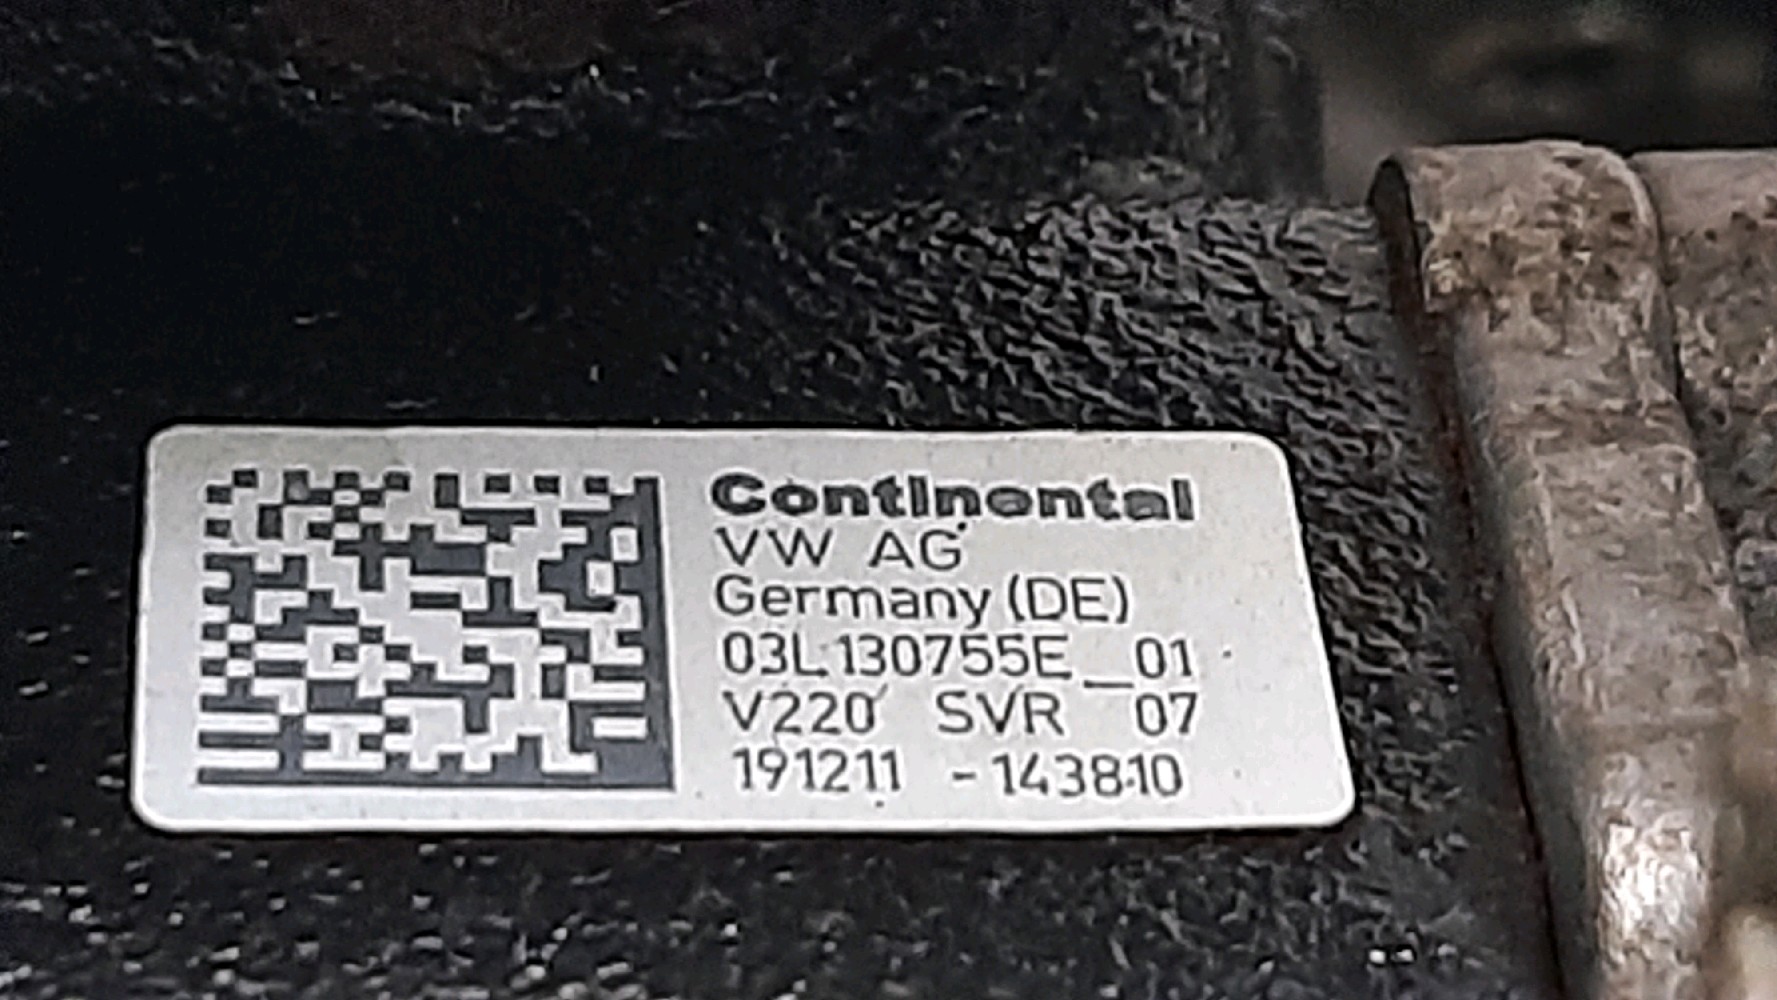 Continental
VW AG
Germany (DE)
03L130755E_01
V220 SVR 07
191211 -143810